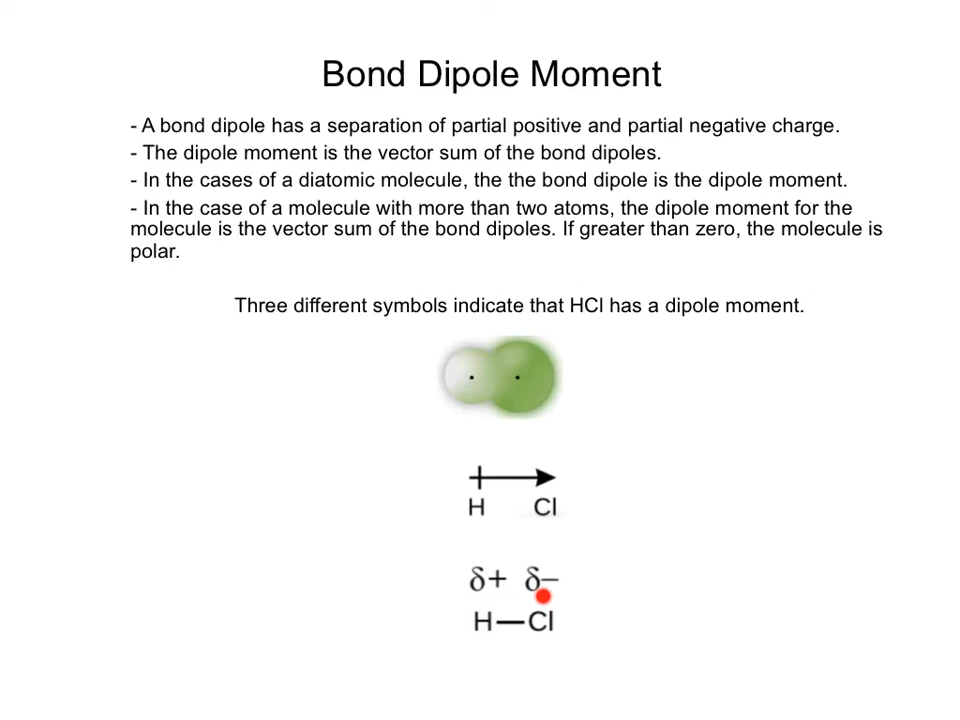 Bond Dipole Moment
- A bond dipole has a separation of partial positive and partial negative charge.
- The dipole moment is the vector sum of the bond dipoles.
- In the cases of a diatomic molecule, the the bond dipole is the dipole moment.
- In the case of a molecule with more than two atoms, the dipole moment for the
molecule is the vector sum of the bond dipoles. If greater than zero, the molecule is
polar.
Three different symbols indicate that HCl has a dipole moment.
H Cl
δ+ δ–
H—Cl